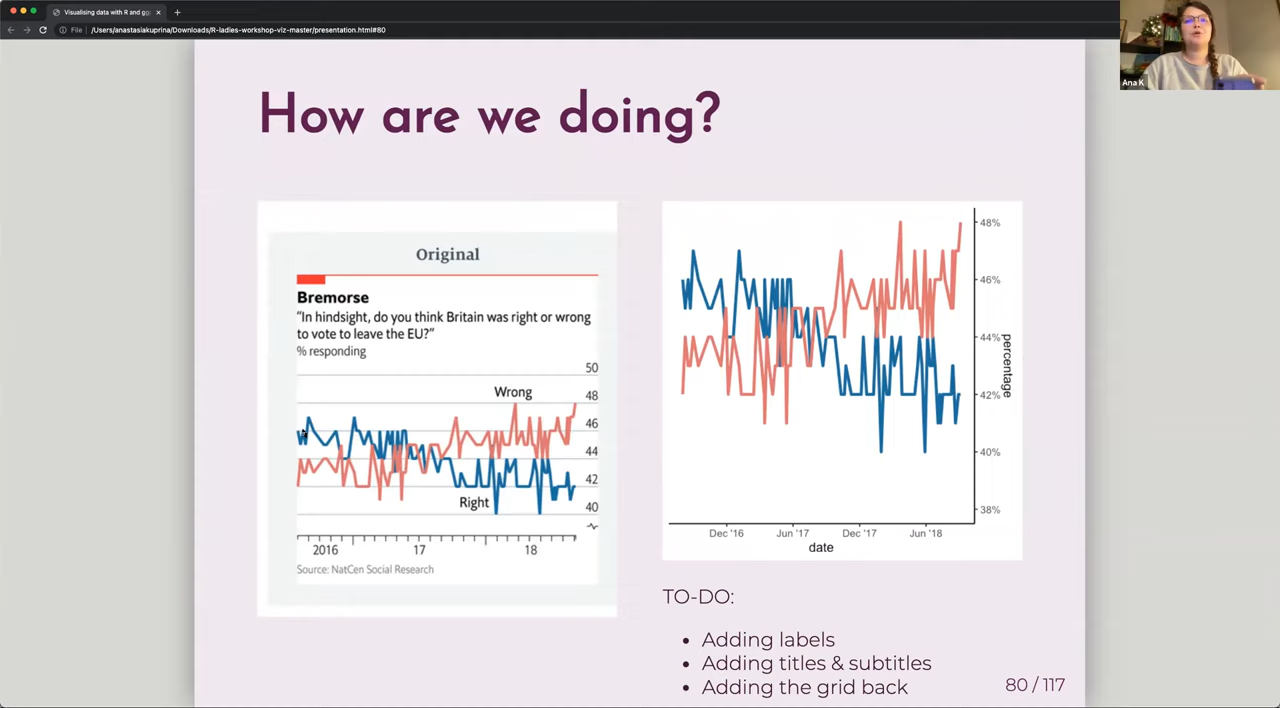 Visualising data with R and gg
File
/Users/anastasiakuprina/Downloads/R-ladies-workshop-viz-master/presentation.html#80
Ana K
How are we doing?
Original
Bremorse
“In hindsight, do you think Britain was right or wrong
to vote to leave the EU?”
% responding
50
48
46
44
42
40
Wrong
Right
2016
17
18
Source: NatCen Social Research
48%
46%
44%
42%
40%
38%
percentage
Dec '16
Jun '17
Dec '17
Jun '18
date
TO-DO:
• Adding labels
• Adding titles & subtitles
• Adding the grid back
80 / 117